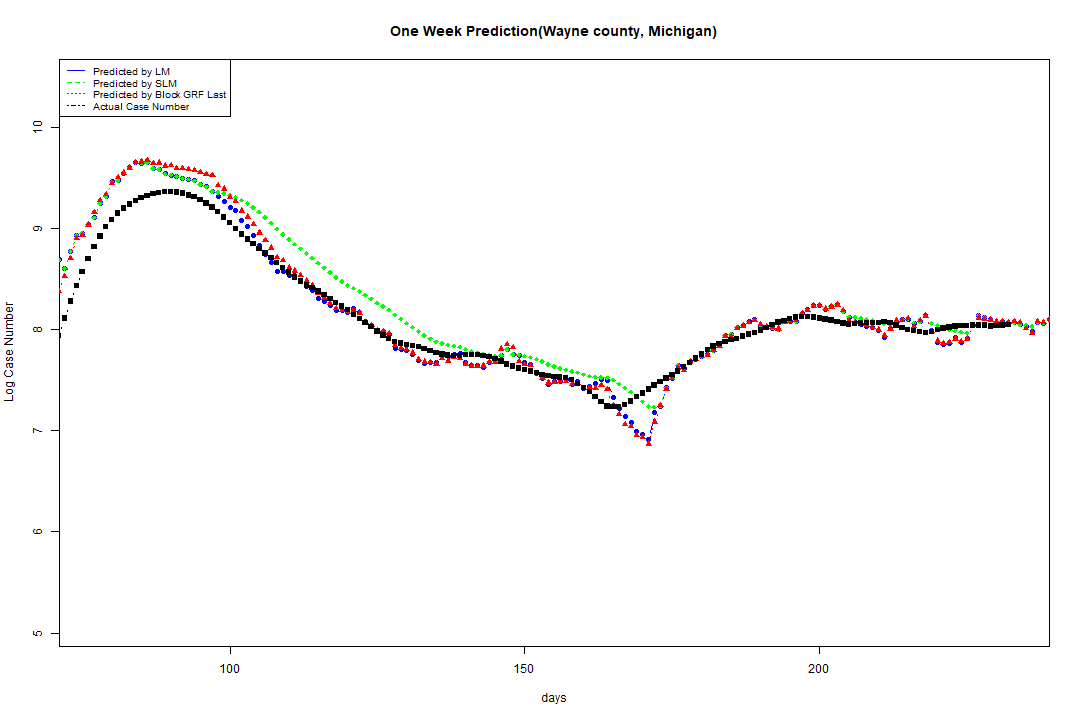 One Week Prediction(Wayne county, Michigan)
Predicted by LM
Predicted by SLM
Predicted by Block GRF Last
Actual Case Number
10
9
8
7
6
5
Log Case Number
100 150 200
days